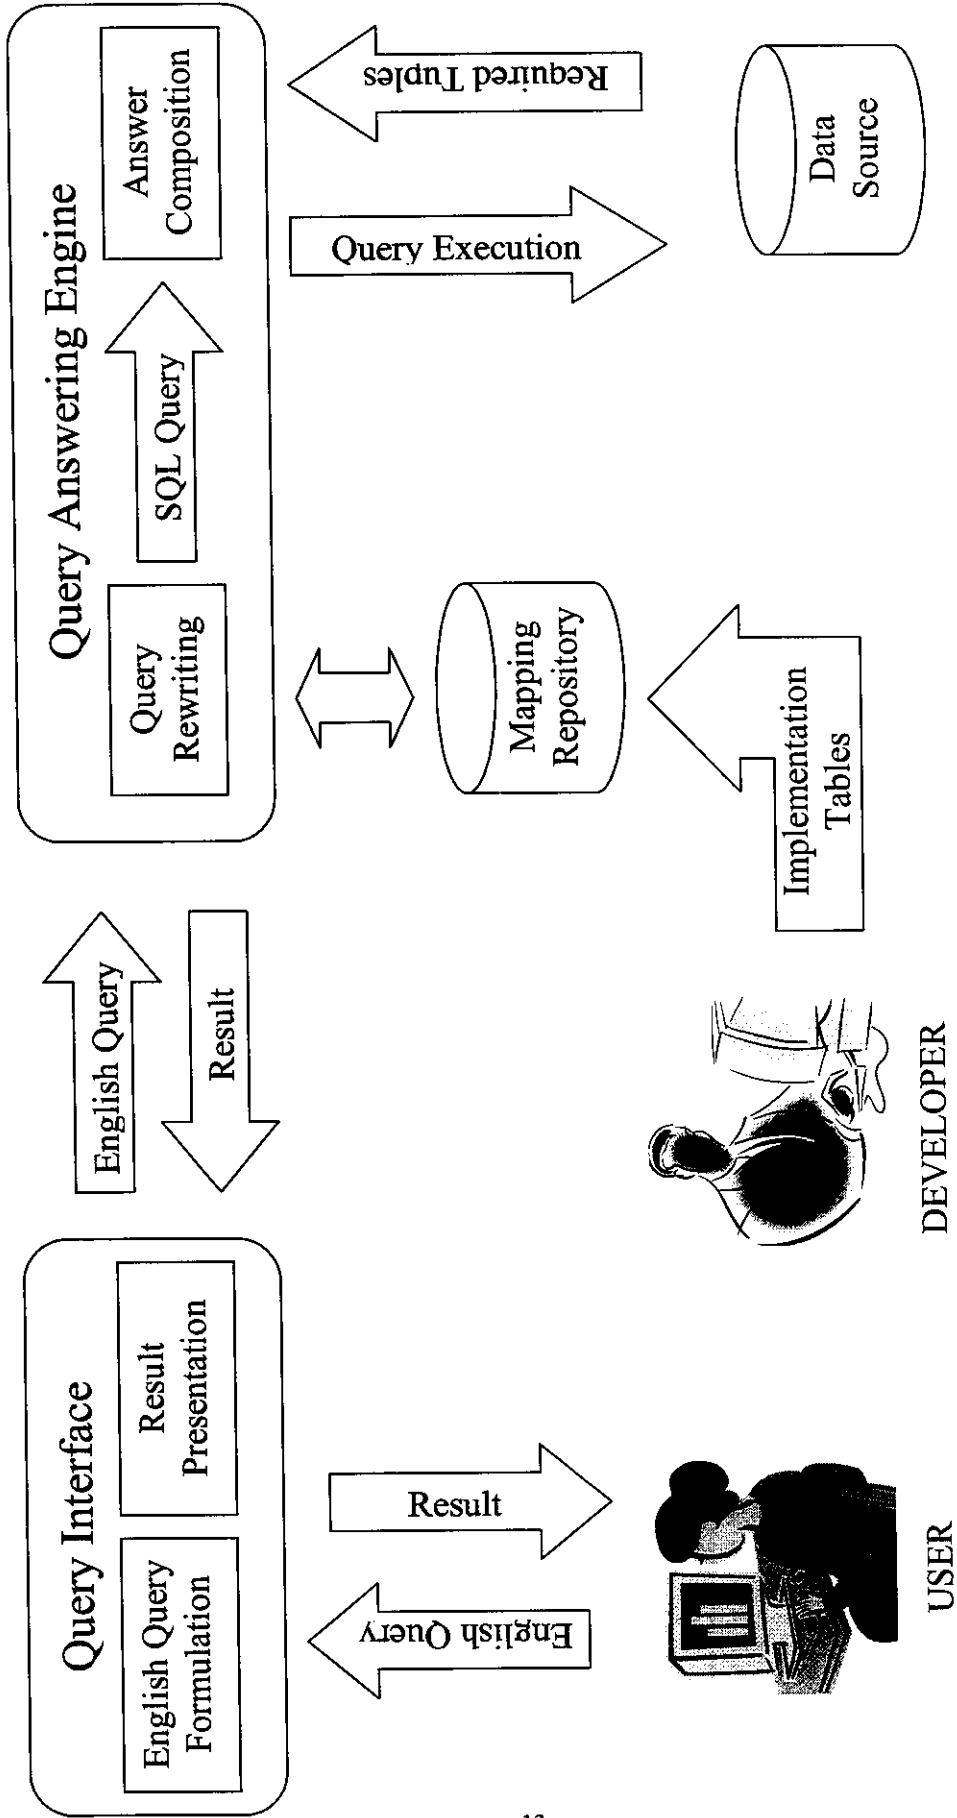 Query Interface
English Query
Formulation
Result
Presentation
English Query
Result
Query Answering Engine
Query
Rewriting
SQL Query
Answer
Composition
English Query
Result
Mapping
Repository
Query Execution
Required Tuples
Implementation
Tables
Data
Source
USER
DEVELOPER